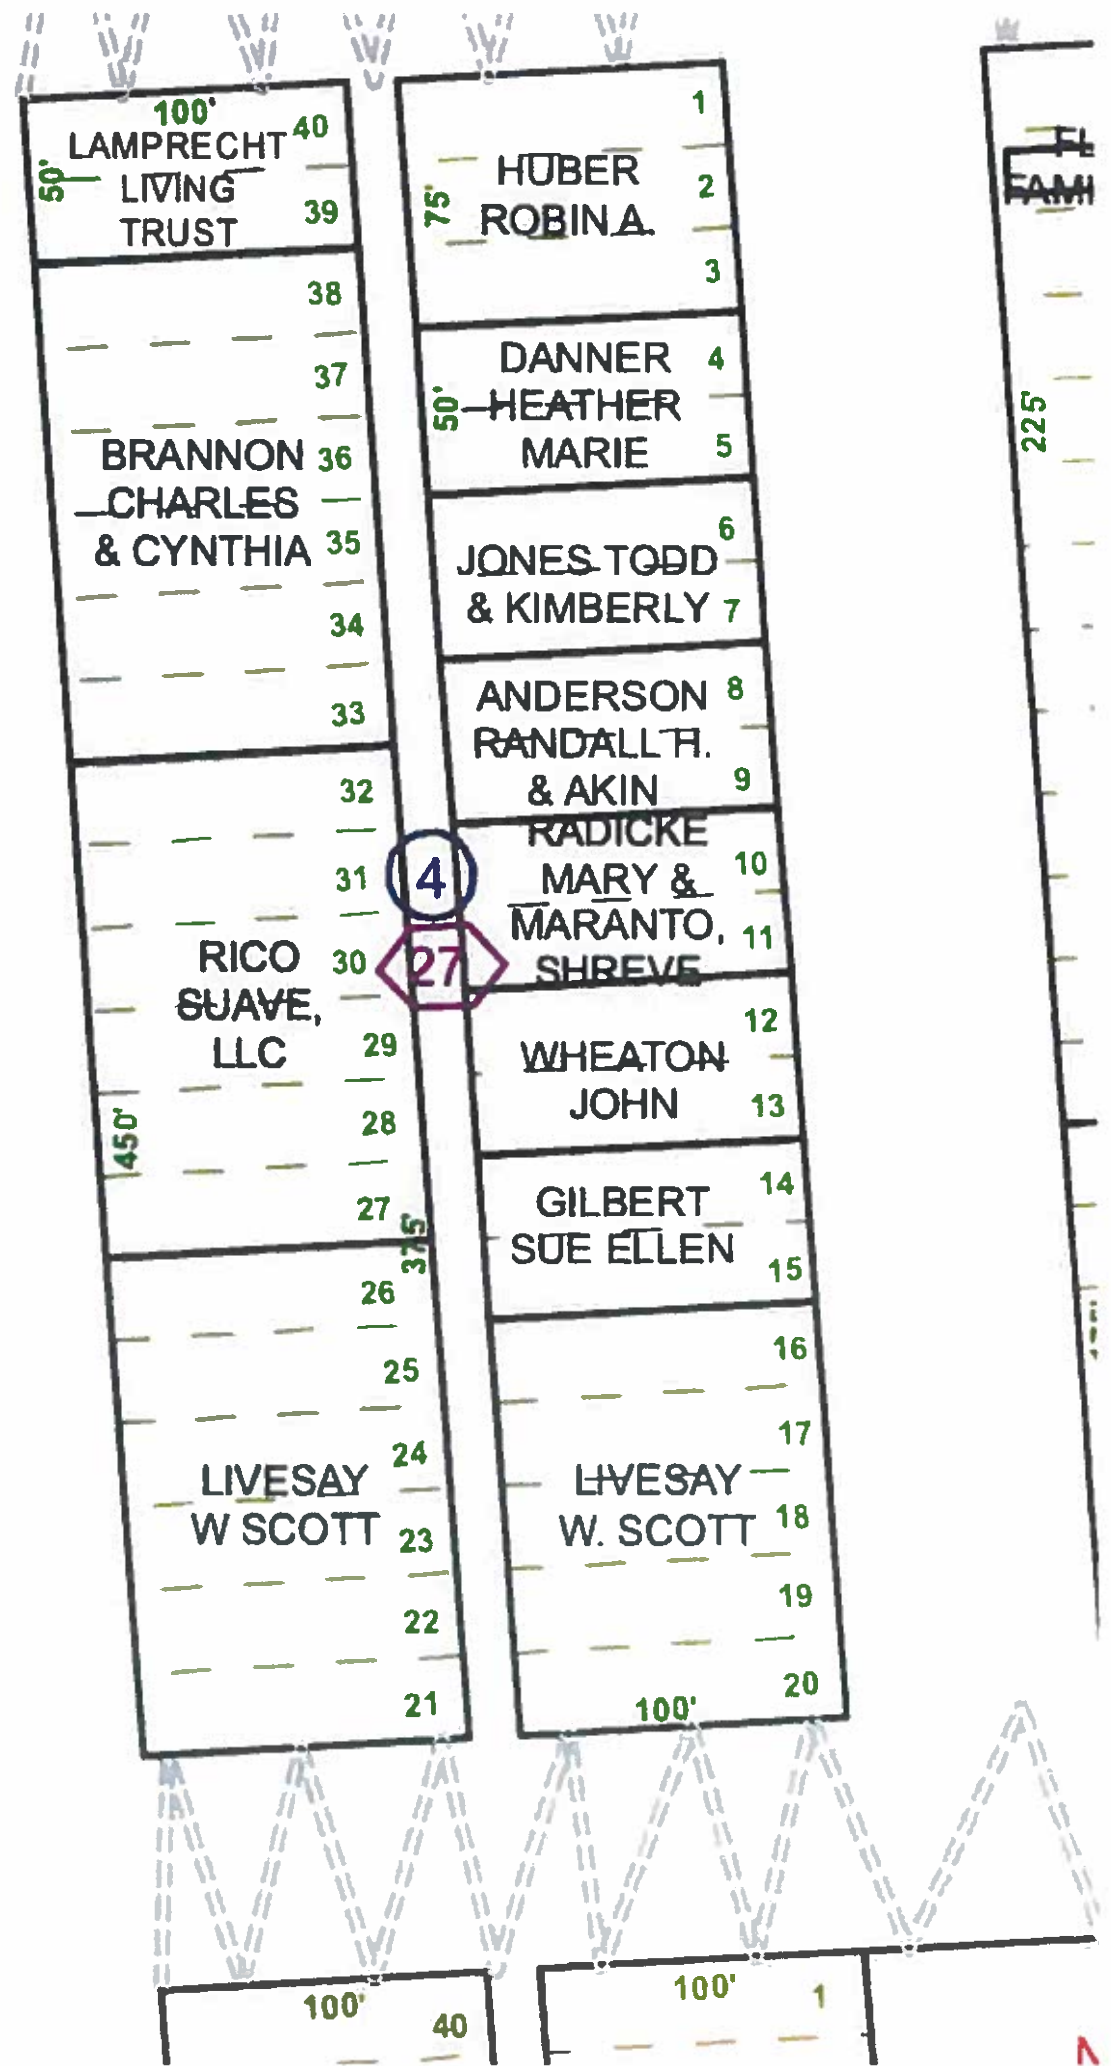 100'
40
LAMPRECHT
LIVING
TRUST
50'
39
38
37
BRANNON
36
CHARLES
& CYNTHIA
35
34
33
32
31
RICO
30
SUAVE,
LLC
29
28
450'
27
375'
26
25
24
LIVESAY
W SCOTT
23
22
21
1
HUBER
2
ROBIN A.
75'
3
DANNER
4
50'
HEATHER
MARIE
5
6
JONES TODD
& KIMBERLY
7
ANDERSON
8
RANDALL H.
& AKIN
9
RADICKE
MARY &
10
MARANTO,
11
SHREVE
4
27
12
WHEATON
JOHN
13
14
GILBERT
SUE ELLEN
15
16
17
LIVESAY
W. SCOTT
18
19
20
100'
FL
FAMI
225'
100'
40
100'
1